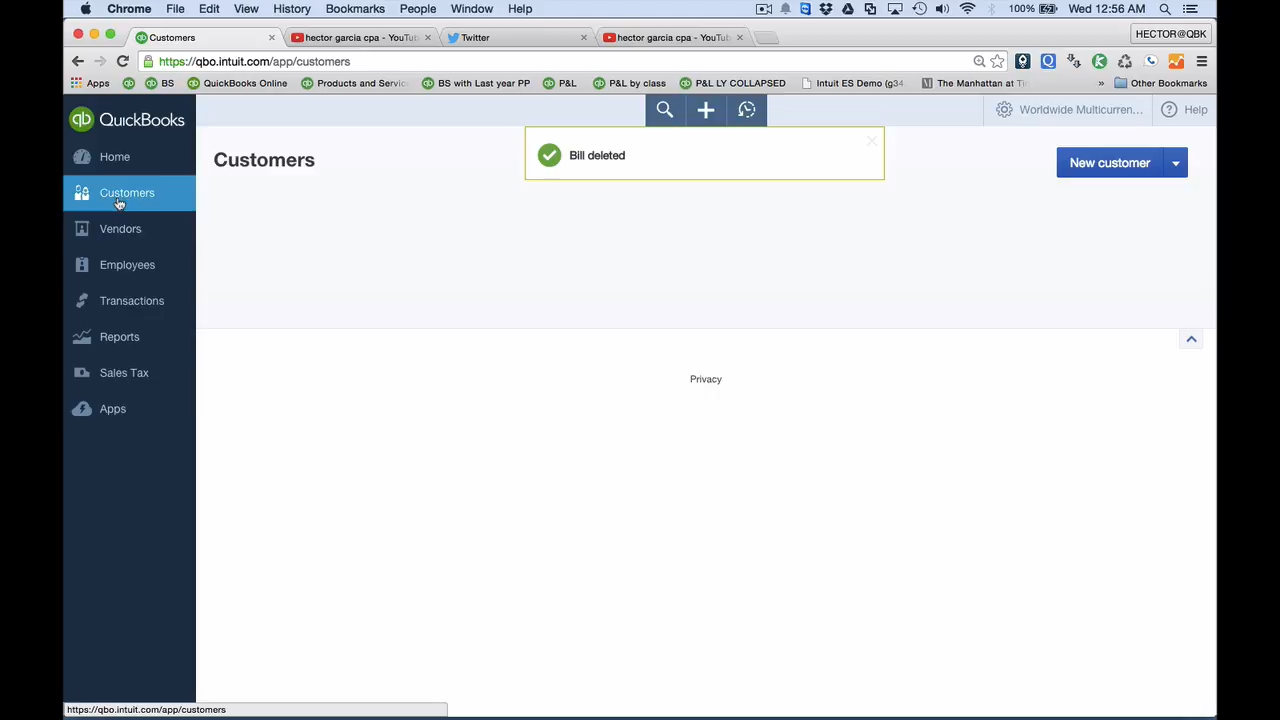 Chrome File Edit View History Bookmarks People Window Help
100% Wed 12:56 AM
Customers
hector garcia cpa - YouTub
Twitter
hector garcia cpa - YouTub
HECTOR@QBK
https://qbo.intuit.com/app/customers
Apps
BS
QuickBooks Online
Products and Servic
BS with Last year PP
P&L
P&L by class
P&L LY COLLAPSED
Intuit ES Demo (g34
The Manhattan at Ti
»
Other Bookmarks
qb QuickBooks
Worldwide Multicurren...
Help
Home
Customers
Vendors
Employees
Transactions
Reports
Sales Tax
Apps
Customers
Bill deleted
New customer
Privacy
https://qbo.intuit.com/app/customers